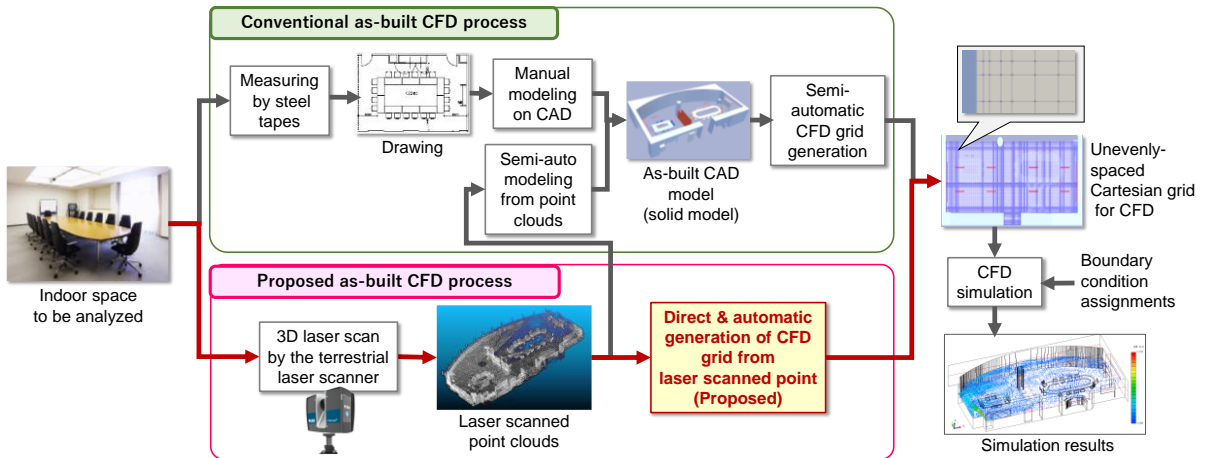 Conventional as-built CFD process
Measuring
by steel
tapes
Drawing
Manual
modeling
on CAD
Semi-auto
modeling
from point
clouds
As-built CAD
model
(solid model)
Semi-
automatic
CFD grid
generation
Unevenly-
spaced
Cartesian grid
for CFD
Indoor space
to be analyzed
Proposed as-built CFD process
3D laser scan
by the
terrestrial
laser scanner
Laser scanned
point clouds
Direct & automatic
generation of CFD
grid from
laser scanned point
(Proposed)
CFD
simulation
Boundary
condition
assignments
Simulation results